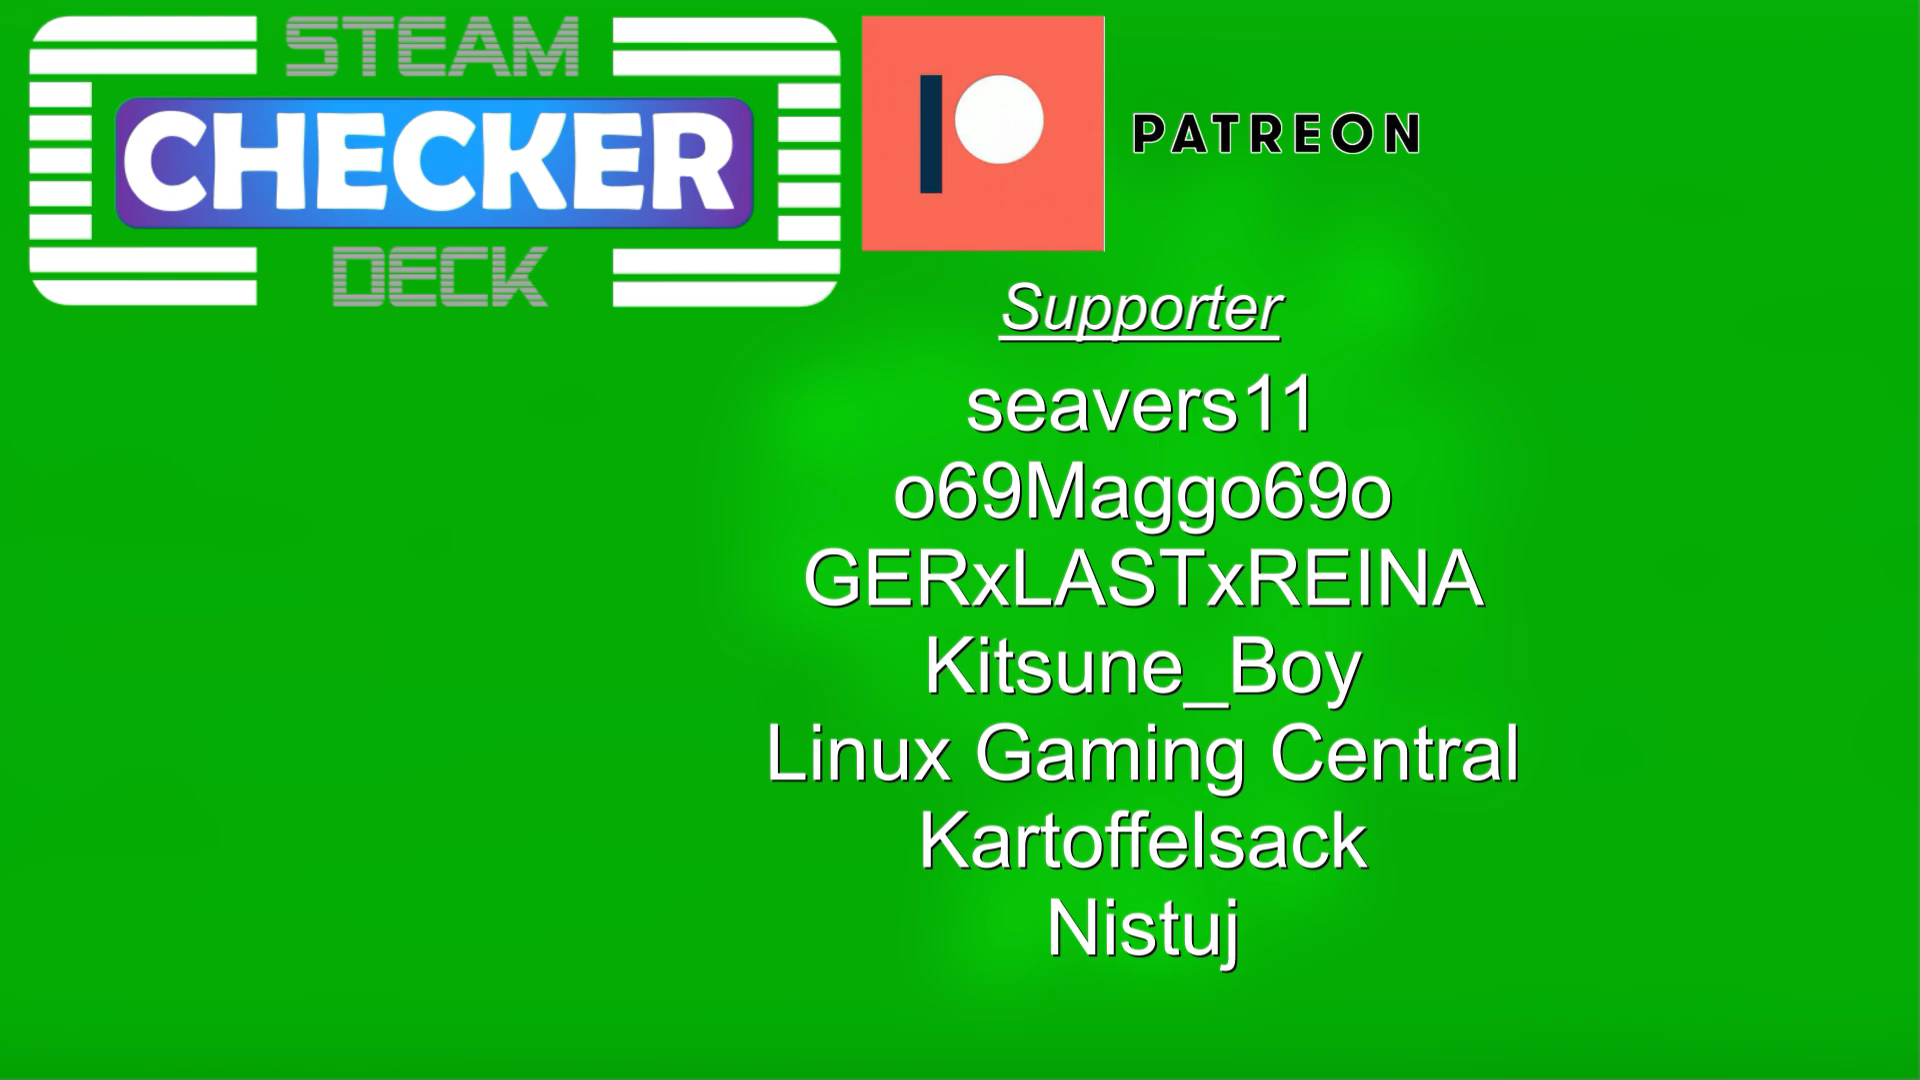 STEAM
CHECKER
DECK
PATREON
Supporter
seavers11
o69Maggo69o
GERxLASTxREINA
Kitsune_Boy
Linux Gaming Central
Kartoffelsack
Nistuj